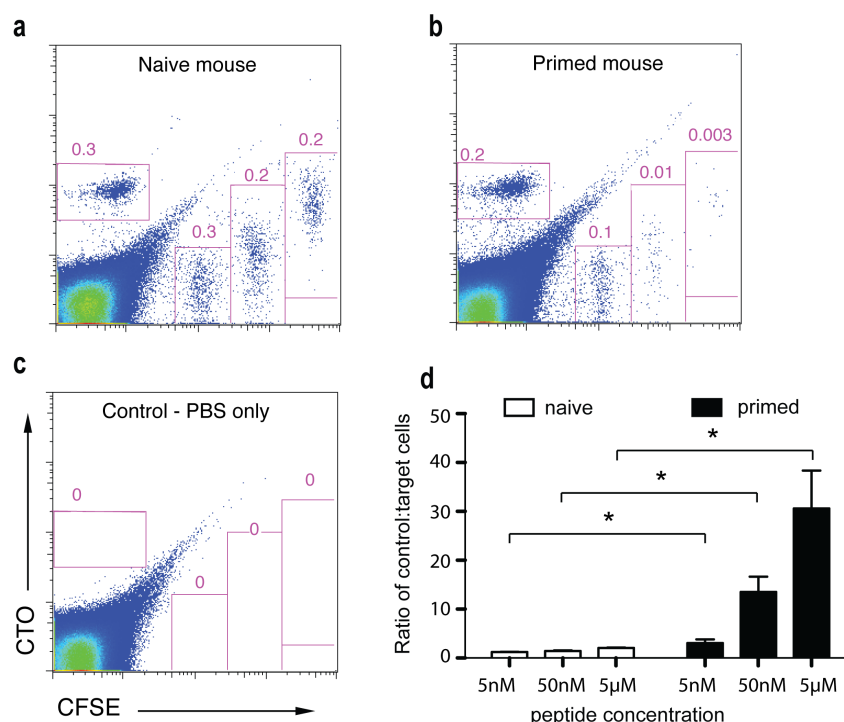 a
Naive mouse
0.3
0.3
0.2
0.2
b
Primed mouse
0.2
0.1
0.01
0.003
c
Control - PBS only
0
0
0
0
CTO
CFSE
d
naive
primed
Ratio of control:target cells
50
40
30
20
10
0
*
*
*
5nM
50nM
5µM
5nM
50nM
5µM
peptide concentration